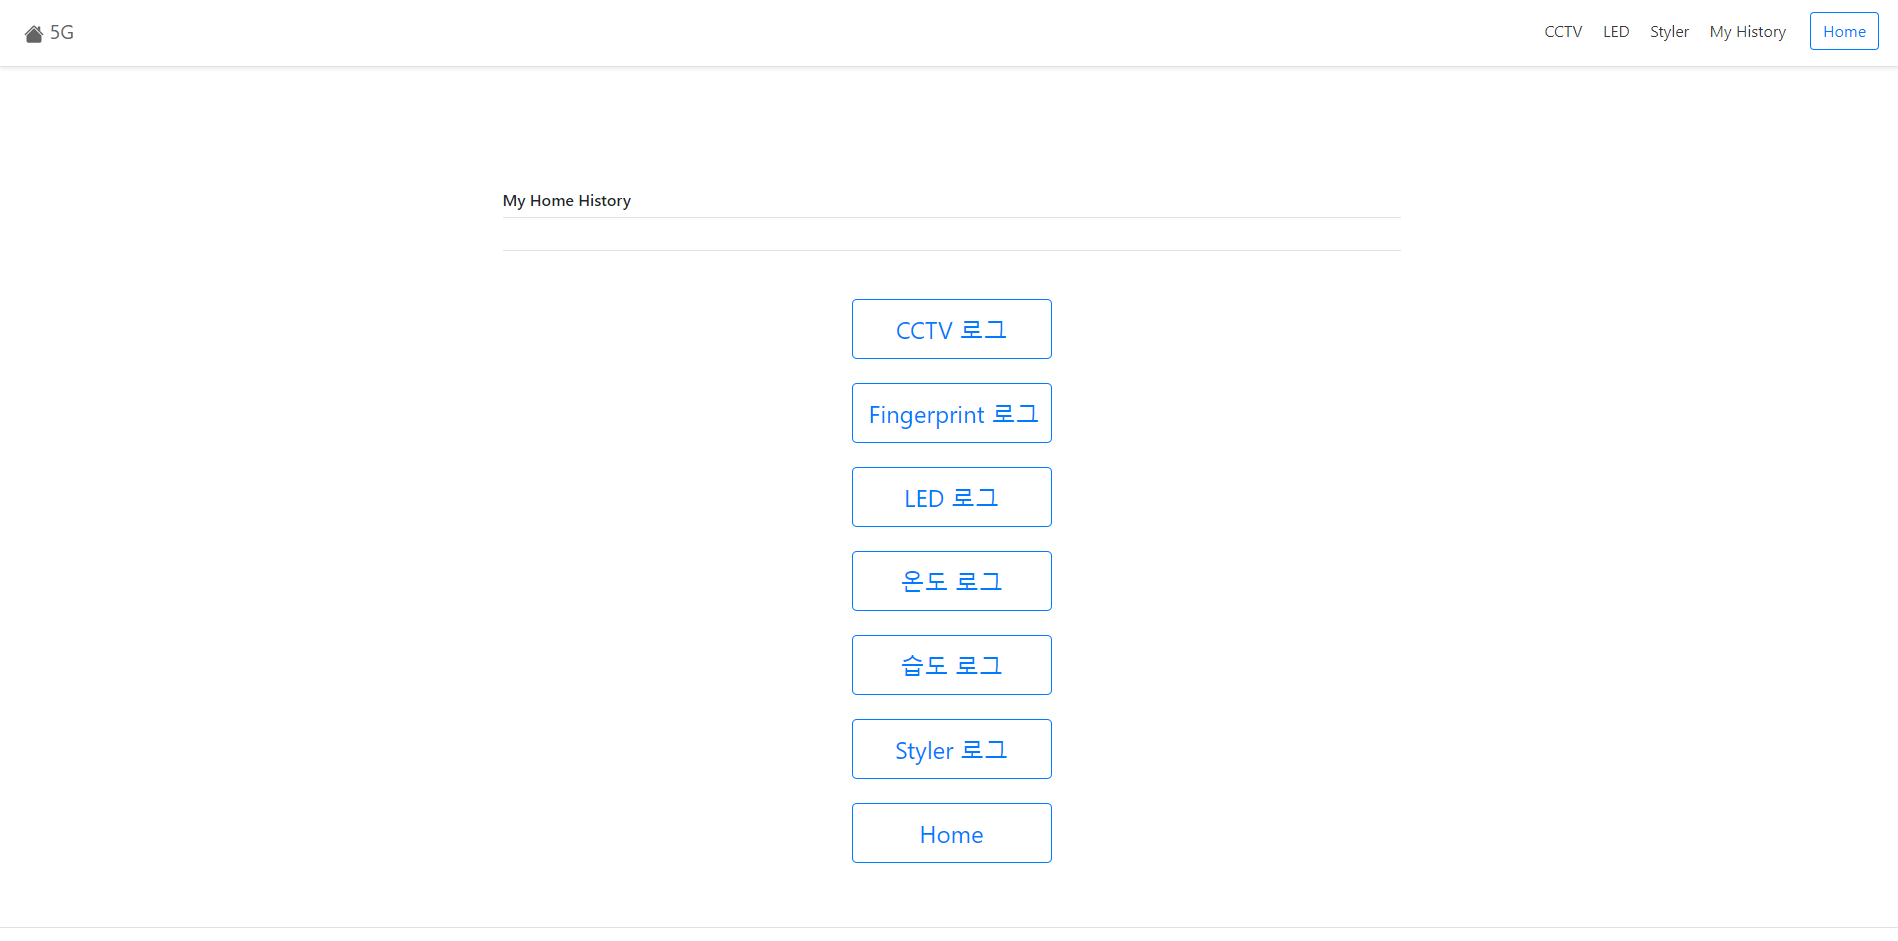 5G
CCTV LED Styler My History Home
My Home History
CCTV 로그
Fingerprint 로그
LED 로그
온도 로그
습도 로그
Styler 로그
Home